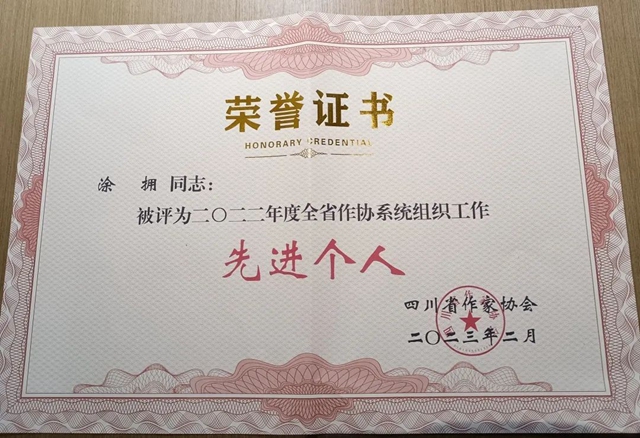 荣誉证书
HONORARY CREDENTIAL
涂 拥 同志：
被评为二〇二二年度全省作协系统组织工作
先进个人
四川省作家协会
二〇二三年二月